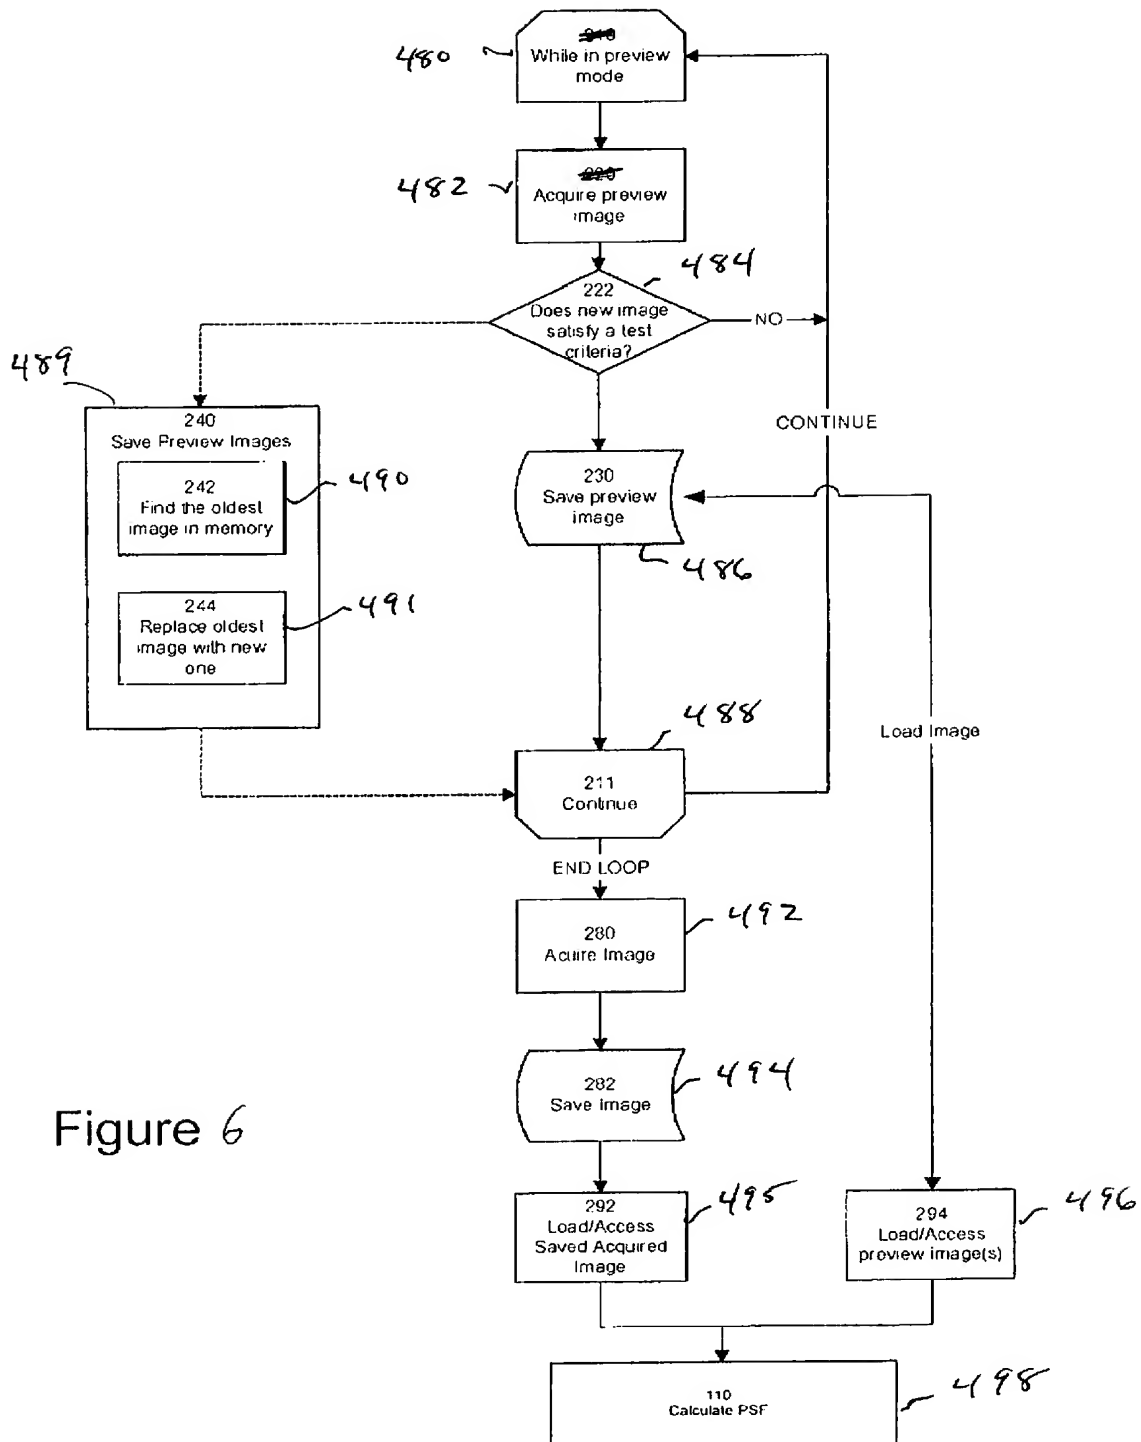 480
210
While in preview
mode
482
220
Acquire preview
image
484
222
Does new image
satisfy a test
criteria?
NO
489
240
Save Preview Images
242
Find the oldest
image in memory
490
244
Replace oldest
image with new
one
491
CONTINUE
230
Save preview
image
486
Load Image
488
211
Continue
END LOOP
280
Acuire Image
492
282
Save Image
494
Figure 6
292
Load/Access
Saved Acquired
Image
495
294
Load/Access
preview image(s)
496
110
Calculate PSF
498